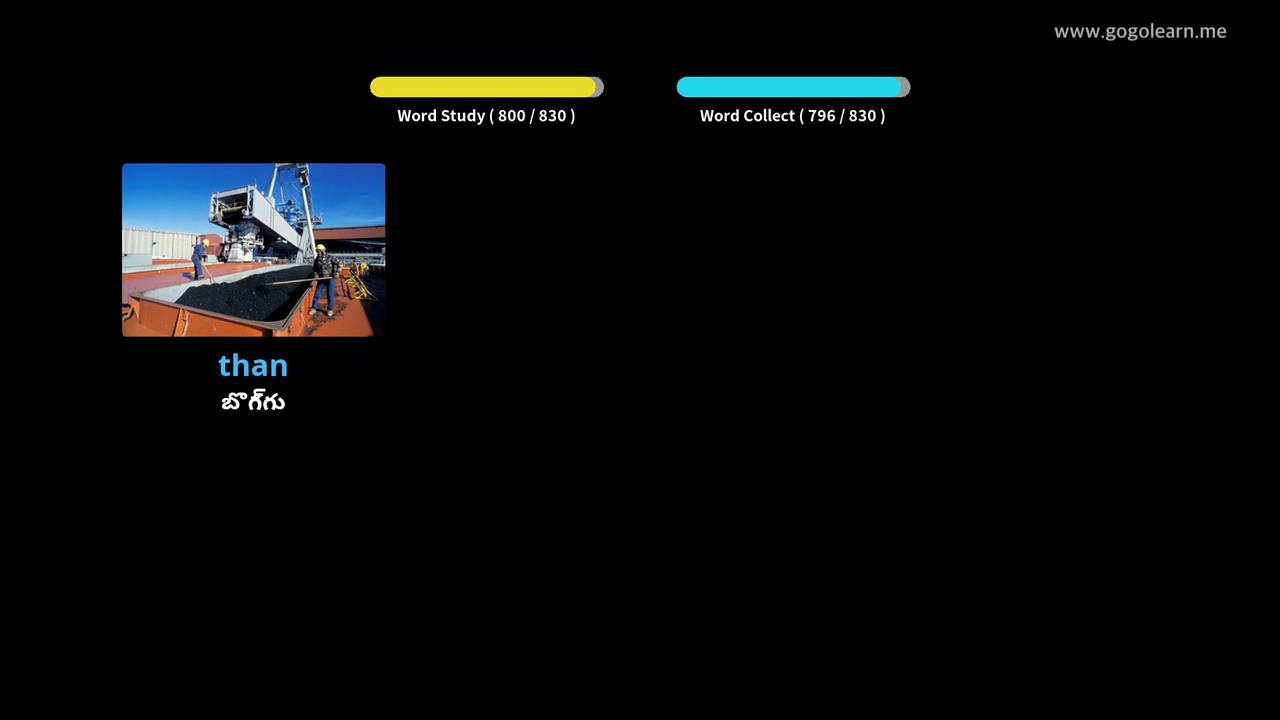 www.gogolearn.me
Word Study ( 800 / 830 )
Word Collect ( 796 / 830 )
than
బొగ్‌గు